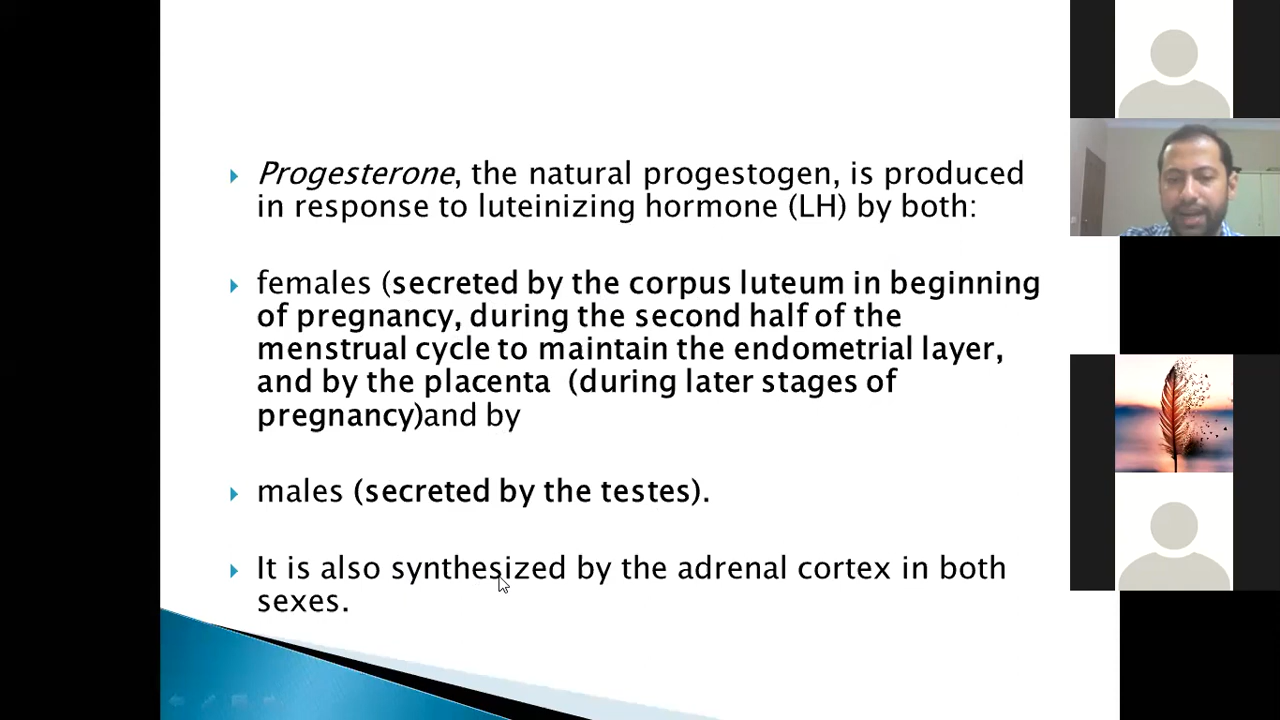 Progesterone, the natural progestogen, is produced
in response to luteinizing hormone (LH) by both:
females (secreted by the corpus luteum in beginning
of pregnancy, during the second half of the
menstrual cycle to maintain the endometrial layer,
and by the placenta (during later stages of
pregnancy)and by
males (secreted by the testes).
It is also synthesized by the adrenal cortex in both
sexes.